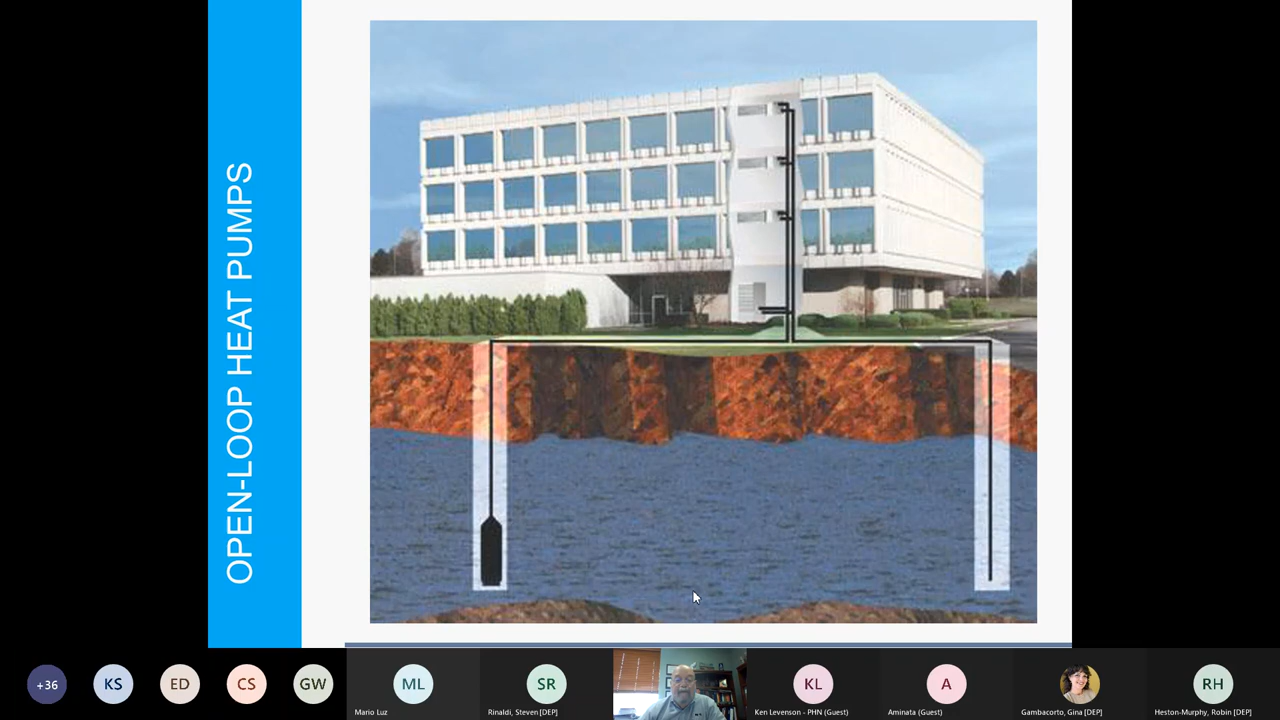 OPEN-LOOP HEAT PUMPS
+36
KS
ED
CS
GW
ML
Mario Luz
SR
Rinaldi, Steven [DEP]
KL
Ken Levenson - PHN (Guest)
A
Aminata (Guest)
Gambacorto, Gina [DEP]
RH
Heston-Murphy, Robin [DEP]